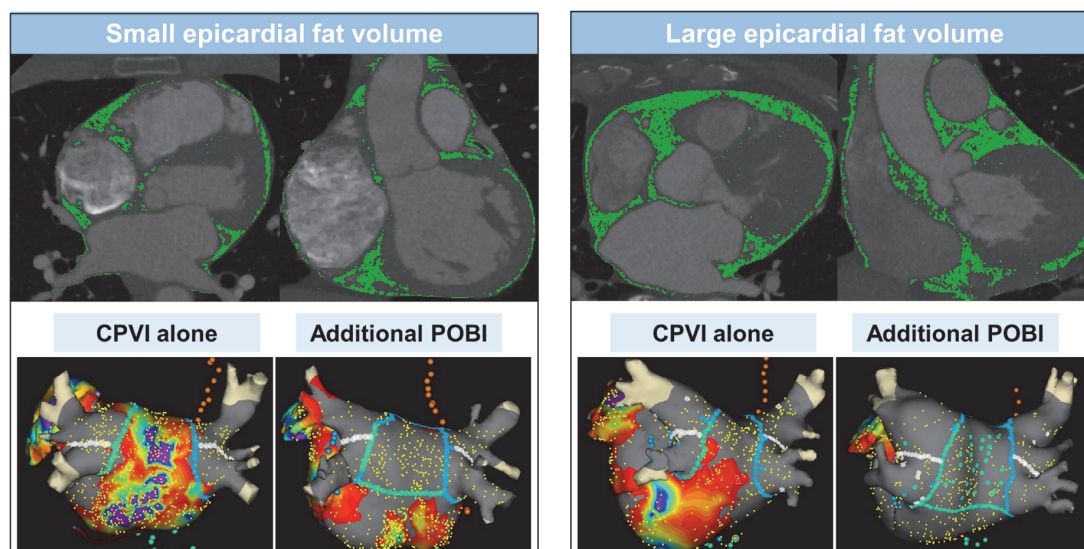 Small epicardial fat volume
CPVI alone
Additional POBI
Large epicardial fat volume
CPVI alone
Additional POBI